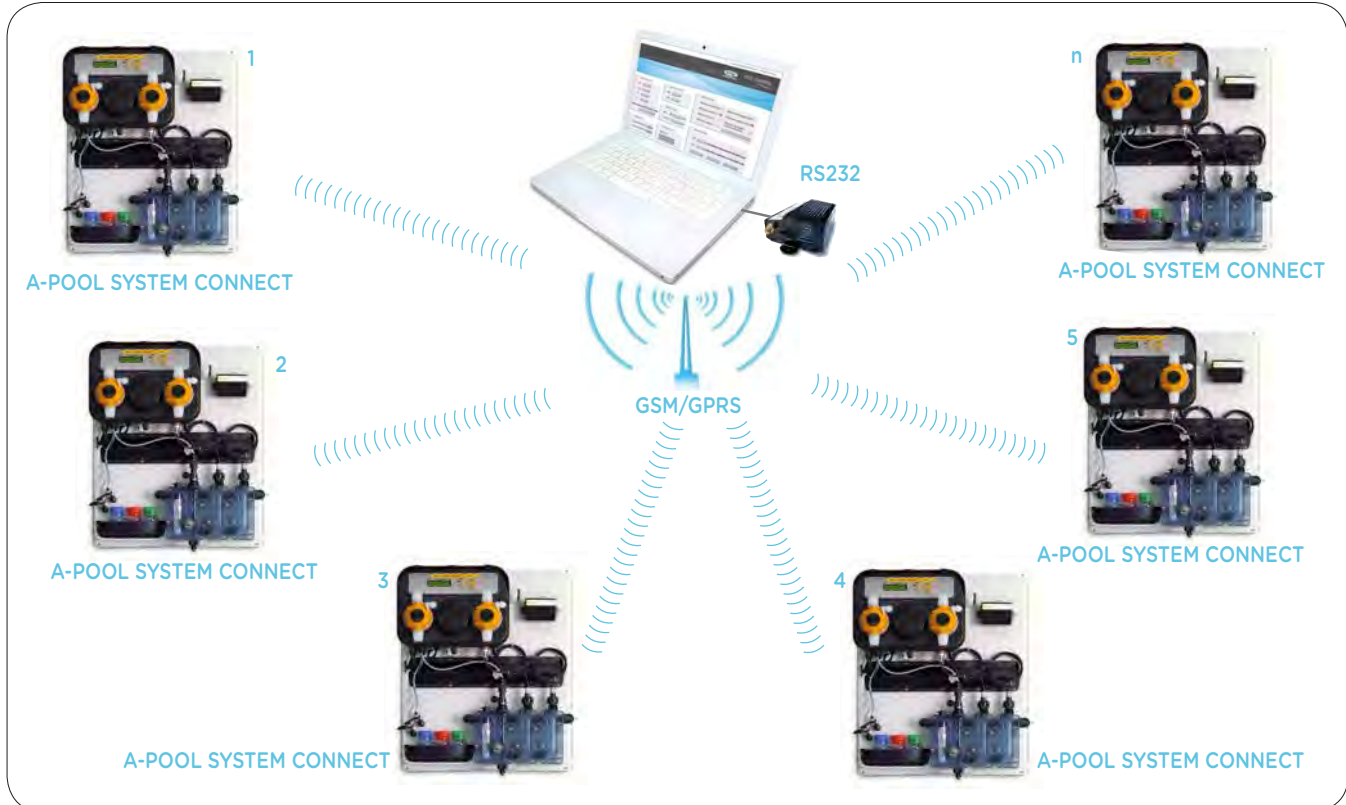 1
n
RS232
A-POOL SYSTEM CONNECT
A-POOL SYSTEM CONNECT
2
5
GSM/GPRS
A-POOL SYSTEM CONNECT
A-POOL SYSTEM CONNECT
3
4
A-POOL SYSTEM CONNECT
A-POOL SYSTEM CONNECT